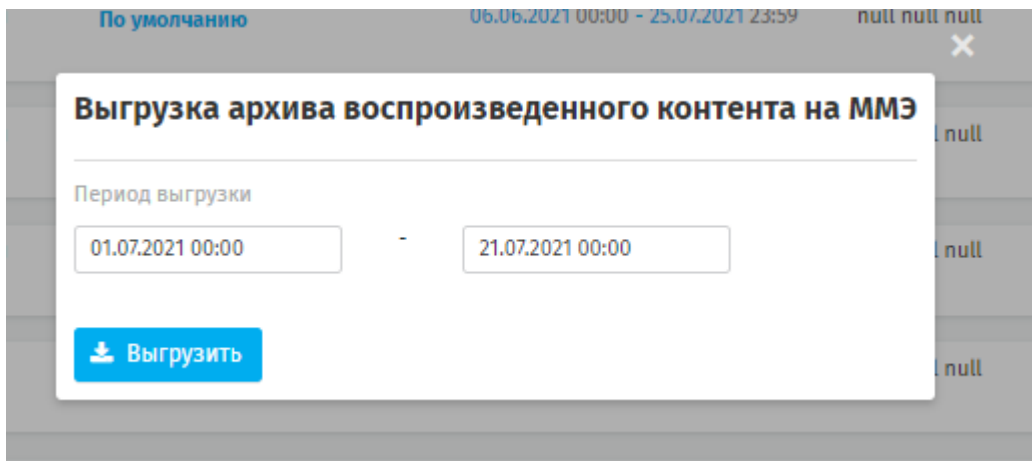 По умолчанию 06.06.2021 00:00 - 25.07.2021 23:59 null null null
Выгрузка архива воспроизведенного контента на ММЭ
null
Период выгрузки
01.07.2021 00:00 - 21.07.2021 00:00
null
Выгрузить
null